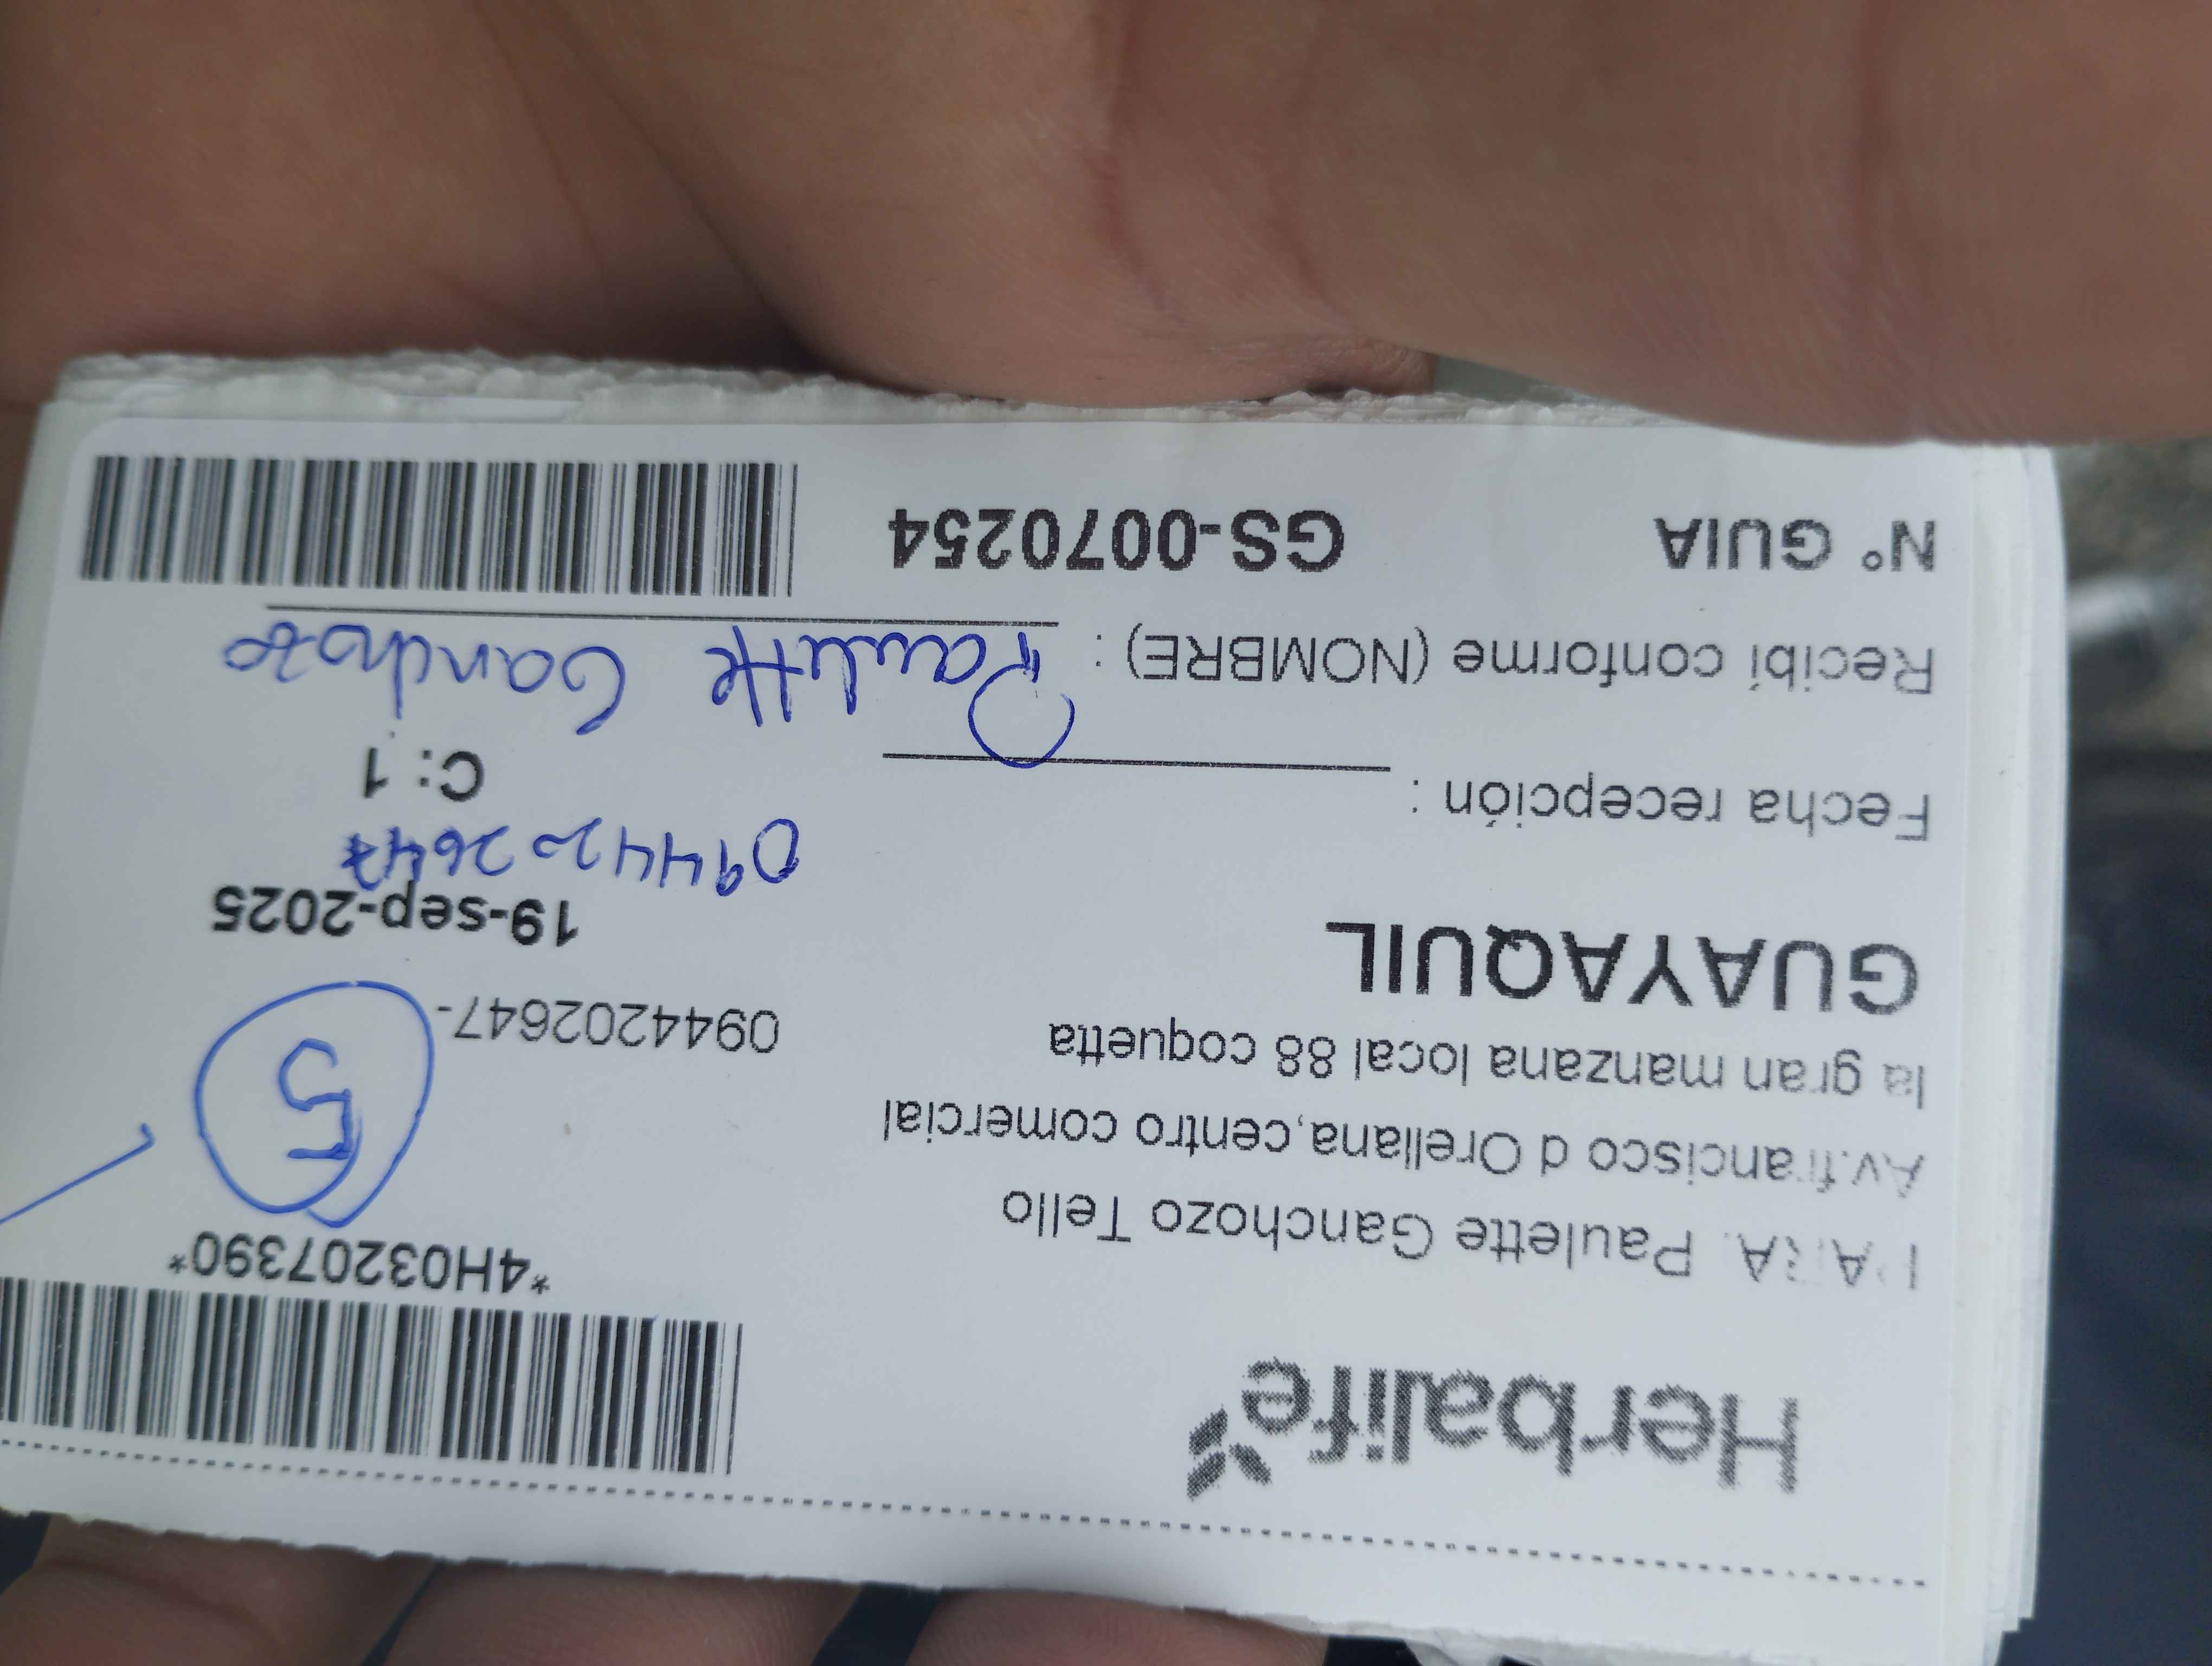 Herbalife
*4H03207390*
PARA. Paulette Ganchozo Tello
Av.francisco d Orellana,centro comercial
5
la gran manzana local 88 coquetta
0944202647-
GUAYAQUIL
19-sep-2025
0944202647
Fecha recepción :
C: 1
Recibí conforme (NOMBRE) : Paulette Ganchozo
N° GUIA GS-0070254